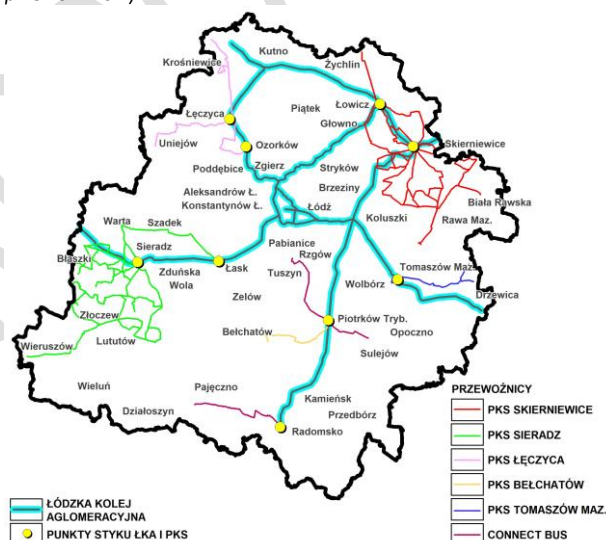 Kutno
Krośniewice
Żychlin
Łęczyca
Piątek
Łowicz
Głowno
Uniejów
Ozorków
Skierniewice
Poddębice
Zgierz
Stryków
Aleksandrów Ł.
Brzeziny
Konstantynów Ł.
Łódź
Biała Rawska
Warta
Szadek
Koluszki
Rawa Maz.
Pabianice
Błaszki
Sieradz
Rzgów
Zduńska
Wola
Łask
Tuszyn
Wolbórz
Tomaszów Maz.
Złoczew
Zelów
Drzewica
Piotrków Tryb.
Lututów
Bełchatów
Opoczno
Wieruszów
Sulejów
Wieluń
Pajęczno
Kamieńsk
Działoszyn
Przedbórz
Radomsko
PRZEWOŹNICY
PKS SKIERNIEWICE
PKS SIERADZ
PKS ŁĘCZYCA
PKS BEŁCHATÓW
PKS TOMASZÓW MAZ.
CONNECT BUS
ŁÓDZKA KOLEJ
AGLOMERACYJNA
PUNKTY STYKU ŁKA I PKS